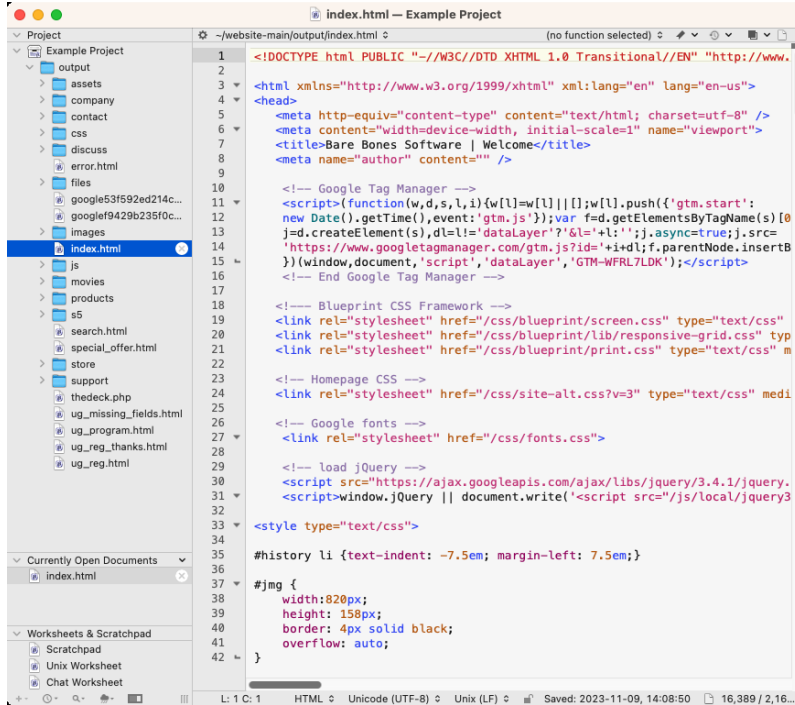 index.html — Example Project
Project
~/website-main/output/index.html
(no function selected)
Example Project
output
assets
company
contact
css
discuss
error.html
files
google53f592ed214c...
googlef9429b235f0c...
images
index.html
js
movies
products
s5
search.html
special_offer.html
store
support
thedeck.php
ug_missing_fields.html
ug_program.html
ug_reg_thanks.html
ug_reg.html
Currently Open Documents
index.html
Worksheets & Scratchpad
Scratchpad
Unix Worksheet
Chat Worksheet
1 <!DOCTYPE html PUBLIC "-//W3C//DTD XHTML 1.0 Transitional//EN" "http://www.
2
3 <html xmlns="http://www.w3.org/1999/xhtml" xml:lang="en" lang="en-us">
4 <head>
5 <meta http-equiv="content-type" content="text/html; charset=utf-8" />
6 <meta content="width=device-width, initial-scale=1" name="viewport">
7 <title>Bare Bones Software | Welcome</title>
8 <meta name="author" content="" />
9
10 <!-- Google Tag Manager -->
11 <script>(function(w,d,s,l,i){w[l]=w[l]||[];w[l].push({'gtm.start':
12 new Date().getTime(),event:'gtm.js'});var f=d.getElementsByTagName(s)[0
13 j=d.createElement(s),dl=l!='dataLayer'?'&l='+l:'';j.async=true;j.src=
14 'https://www.googletagmanager.com/gtm.js?id='+i+dl;f.parentNode.insertB
15 })(window,document,'script','dataLayer','GTM-WFRL7LDK');</script>
16 <!-- End Google Tag Manager -->
17
18 <!--- Blueprint CSS Framework -->
19 <link rel="stylesheet" href="/css/blueprint/screen.css" type="text/css"
20 <link rel="stylesheet" href="/css/blueprint/lib/responsive-grid.css" typ
21 <link rel="stylesheet" href="/css/blueprint/print.css" type="text/css" m
22
23 <!-- Homepage CSS -->
24 <link rel="stylesheet" href="/css/site-alt.css?v=3" type="text/css" medi
25
26 <!-- Google fonts -->
27 <link rel="stylesheet" href="/css/fonts.css">
28
29 <!-- load jQuery -->
30 <script src="https://ajax.googleapis.com/ajax/libs/jquery/3.4.1/jquery.
31 <script>window.jQuery || document.write('<script src="/js/local/jquery3
32
33 <style type="text/css">
34
35 #history li {text-indent: -7.5em; margin-left: 7.5em;}
36
37 #jmg {
38 width:820px;
39 height: 158px;
40 border: 4px solid black;
41 overflow: auto;
42 }
L: 1 C: 1 HTML Unicode (UTF-8) Unix (LF) Saved: 2023-11-09, 14:08:50 16,389 / 2,16...